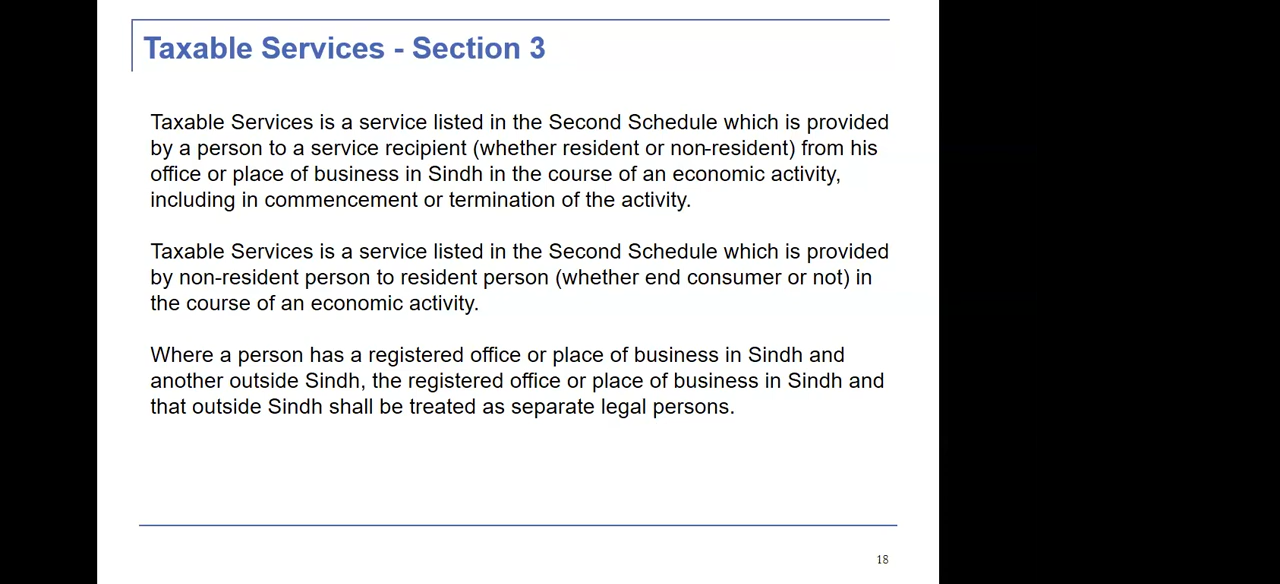 Taxable Services - Section 3
Taxable Services is a service listed in the Second Schedule which is provided
by a person to a service recipient (whether resident or non-resident) from his
office or place of business in Sindh in the course of an economic activity,
including in commencement or termination of the activity.
Taxable Services is a service listed in the Second Schedule which is provided
by non-resident person to resident person (whether end consumer or not) in
the course of an economic activity.
Where a person has a registered office or place of business in Sindh and
another outside Sindh, the registered office or place of business in Sindh and
that outside Sindh shall be treated as separate legal persons.
18